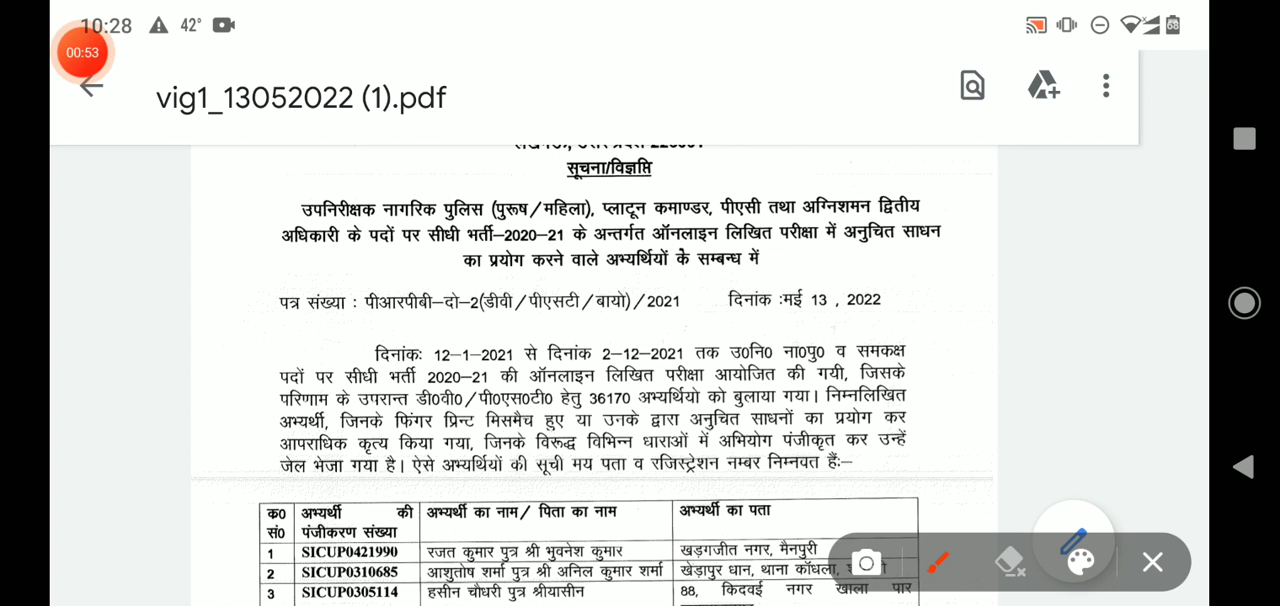 10:28 42°
00:53
68
vig1_13052022 (1).pdf
सूचना/विज्ञप्ति
उपनिरीक्षक नागरिक पुलिस (पुरूष/महिला), प्लाटून कमाण्डर, पीएसी तथा अग्निशमन द्वितीय
अधिकारी के पदों पर सीधी भर्ती–2020–21 के अन्तर्गत ऑनलाइन लिखित परीक्षा में अनुचित साधन
का प्रयोग करने वाले अभ्यर्थियों के सम्बन्ध में
पत्र संख्या : पीआरपीबी–दो–2(डीवी/पीएसटी/बायो)/2021 दिनांक :मई 13 , 2022
दिनांकः 12–1–2021 से दिनांक 2–12–2021 तक उ0नि0 ना0पु0 व समकक्ष
पदों पर सीधी भर्ती 2020–21 की ऑनलाइन लिखित परीक्षा आयोजित की गयी, जिसके
परिणाम के उपरान्त डी0वी0/पी0एस0टी0 हेतु 36170 अभ्यर्थियो को बुलाया गया। निम्नलिखित
अभ्यर्थी, जिनके फिंगर प्रिन्ट मिसमैच हुए या उनके द्वारा अनुचित साधनों का प्रयोग कर
आपराधिक कृत्य किया गया, जिनके विरूद्ध विभिन्न धाराओं में अभियोग पंजीकृत कर उन्हें
जेल भेजा गया है। ऐसे अभ्यर्थियों की सूची मय पता व रजिस्ट्रेशन नम्बर निम्नवत हैः–
क0 अभ्यर्थी की अभ्यर्थी का नाम/ पिता का नाम अभ्यर्थी का पता
सं0 पंजीकरण संख्या
1 SICUP0421990 रजत कुमार पुत्र श्री भुवनेश कुमार खड़गजीत नगर, मैनपुरी
2 SICUP0310685 आशुतोष शर्मा पुत्र श्री अनिल कुमार शर्मा खेड़ापुर धान, थाना कॉधला,
3 SICUP0305114 हसीन चौधरी पुत्र श्रीयासीन 88, किदवई नगर खाला पार